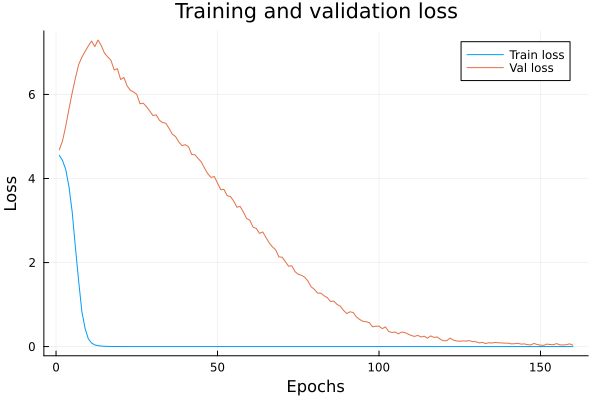 Training and validation loss
Train loss
Val loss
6
4
2
0
0 50 100 150
Loss
Epochs